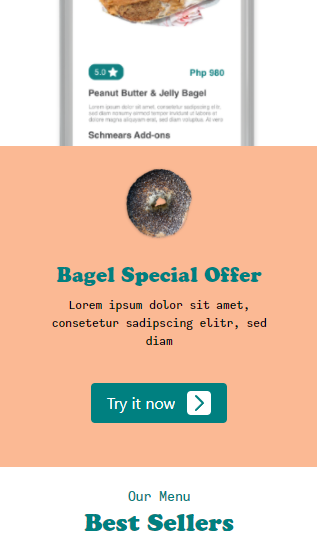 5.0
Php 980
Peanut Butter & Jelly Bagel
Lorem ipsum dolor sit amet, consetetur sadipscing elitr,
sed diam nonumy eirmod tempor invidunt ut labore et
dolore magna aliquyam erat, sed diam voluptua. At vero
Schmears Add-ons
Bagel Special Offer
Lorem ipsum dolor sit amet,
consetetur sadipscing elitr, sed
diam
Try it now
Our Menu
Best Sellers